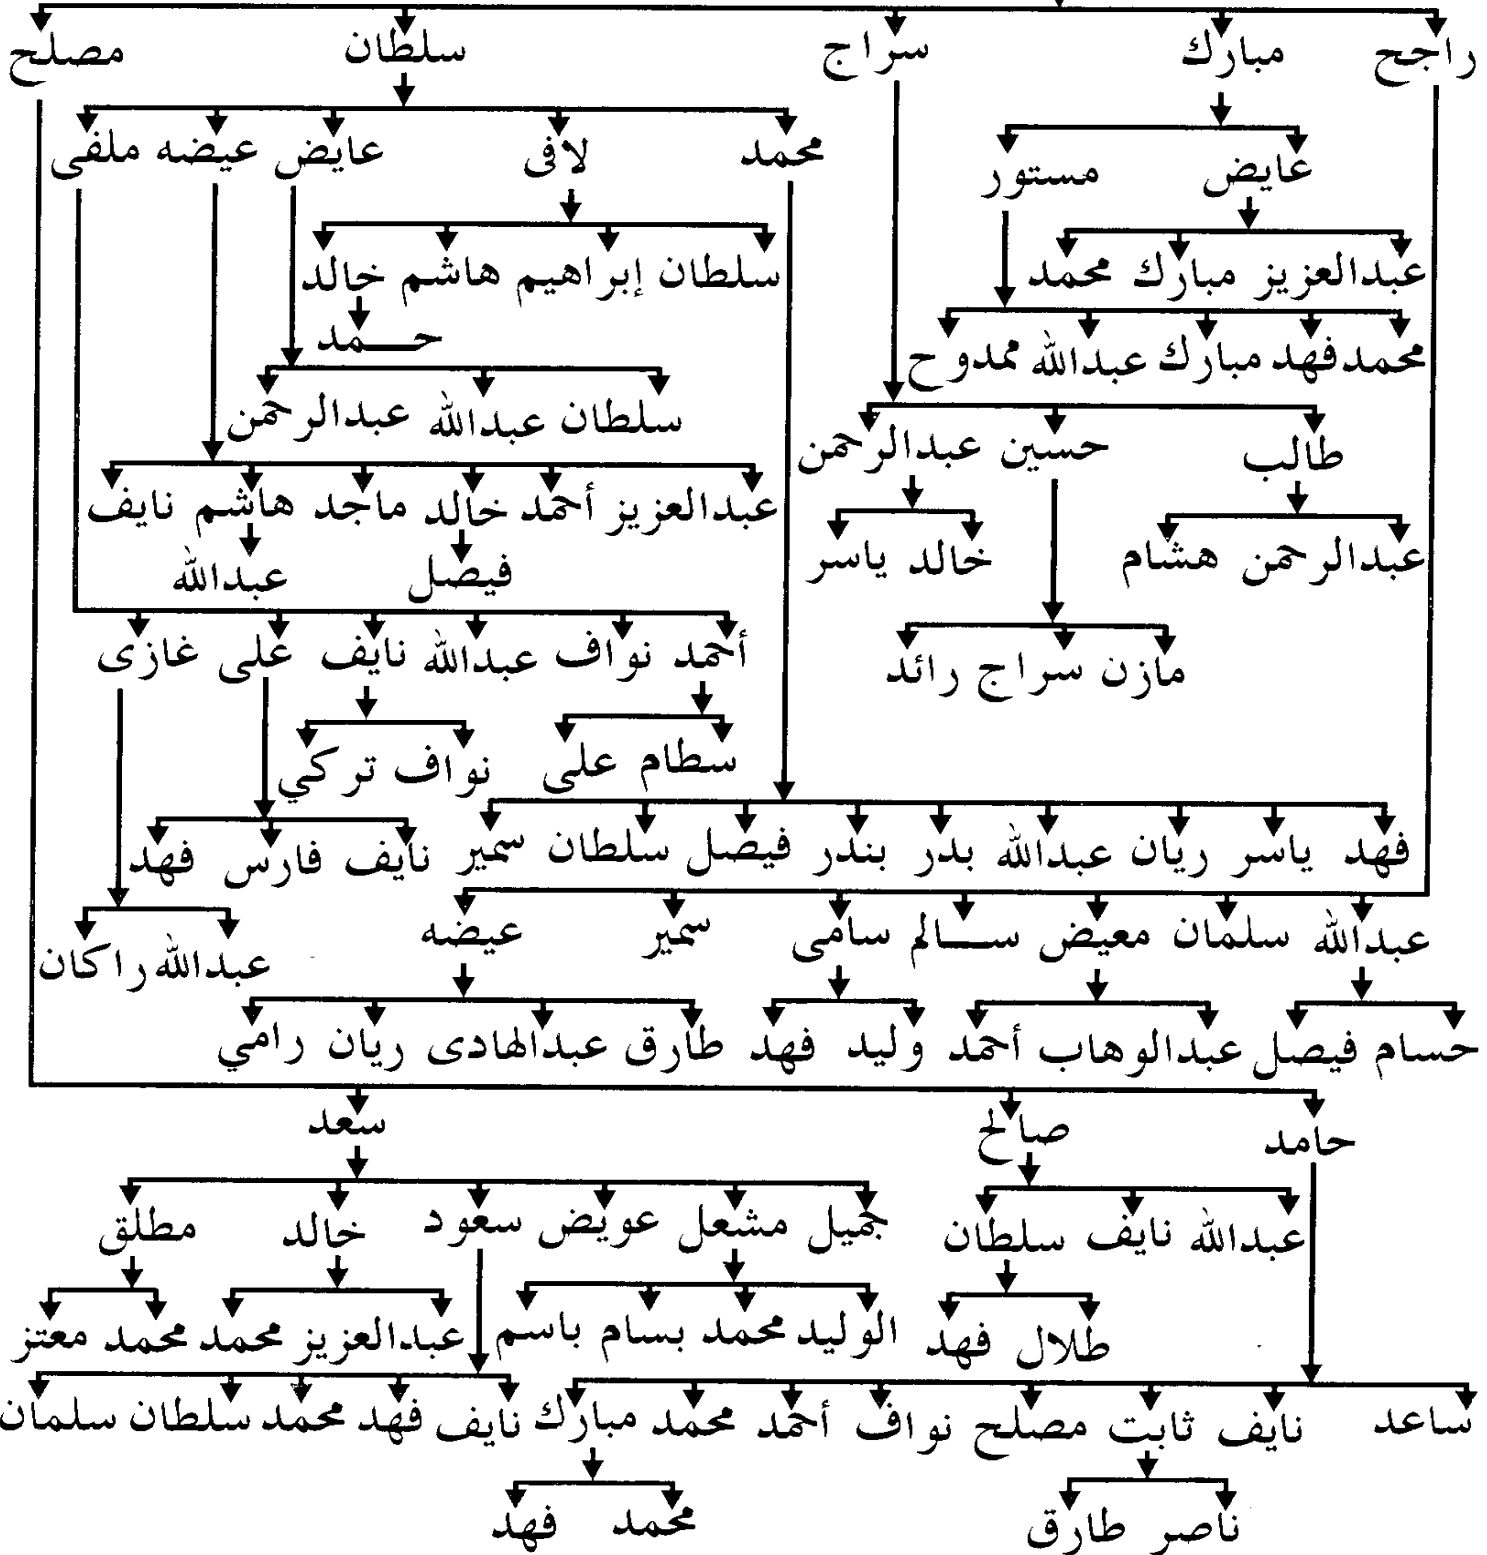 راجح مبارك سراج سلطان مصلح
محمد لافى عايض عيضه ملفى
عايض مستور
سلطان إبراهيم هاشم خالد
عبدالعزيز مبارك محمد
حـــمد
محمد فهد مبارك عبدالله ممدوح
سلطان عبدالله عبدالرحمن
طالب حسين عبدالرحمن
عبدالعزيز أحمد خالد ماجد هاشم نايف
عبدالرحمن هشام خالد ياسر
فيصل عبدالله
أحمد نواف عبدالله نايف على غازى
مازن سراج رائد
سطام على نواف تركي
فهد ياسر ريان عبدالله بدر بندر فيصل سلطان سمير
نايف فارس فهد
عبدالله سلمان معيض ســـالم سامى سمير عيضه
عبدالله راكان
حسام فيصل عبدالوهاب أحمد وليد فهد طارق عبدالهادى ريان رامي
حامد صالح سعد
عبدالله نايف سلطان جميل مشعل عويض سعود خالد مطلق
طلال فهد الوليد محمد بسام باسم عبدالعزيز محمد محمد معتز
ساعد نايف ثابت مصلح نواف أحمد محمد مبارك نايف فهد محمد سلطان سلمان
ناصر طارق محمد فهد